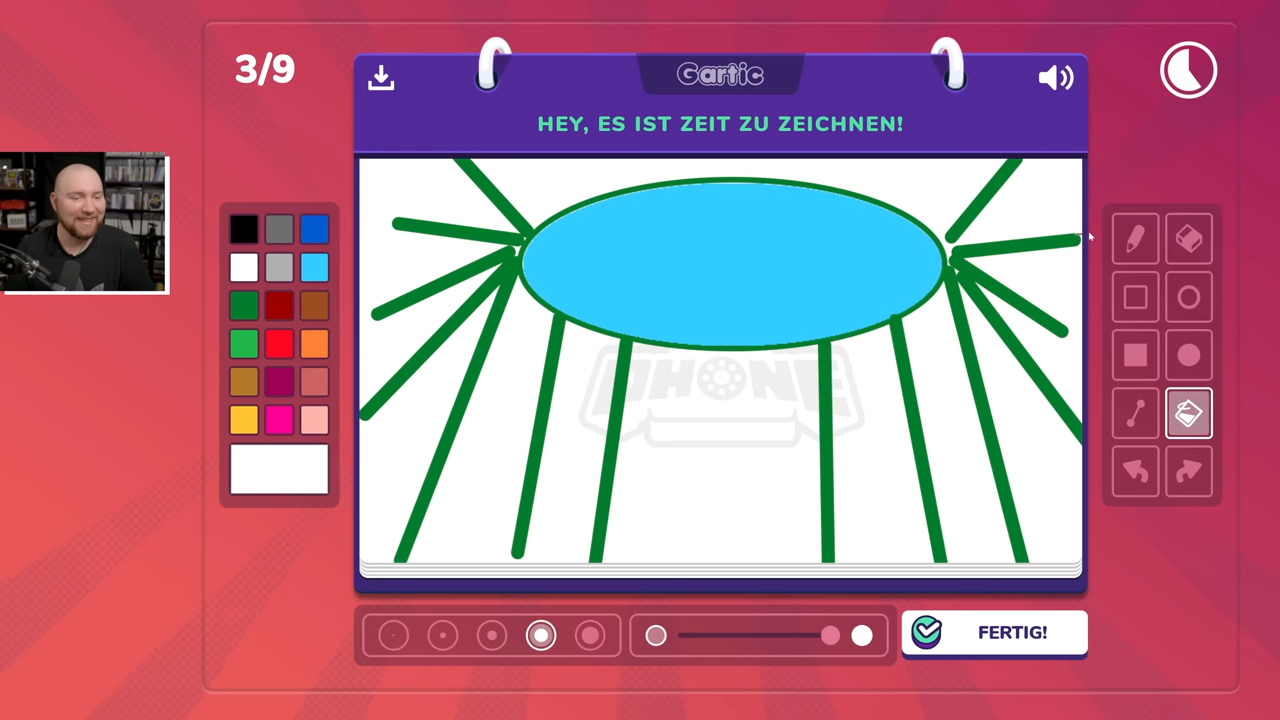 3/9
Gartic
HEY, ES IST ZEIT ZU ZEICHNEN!
PHONE
FERTIG!